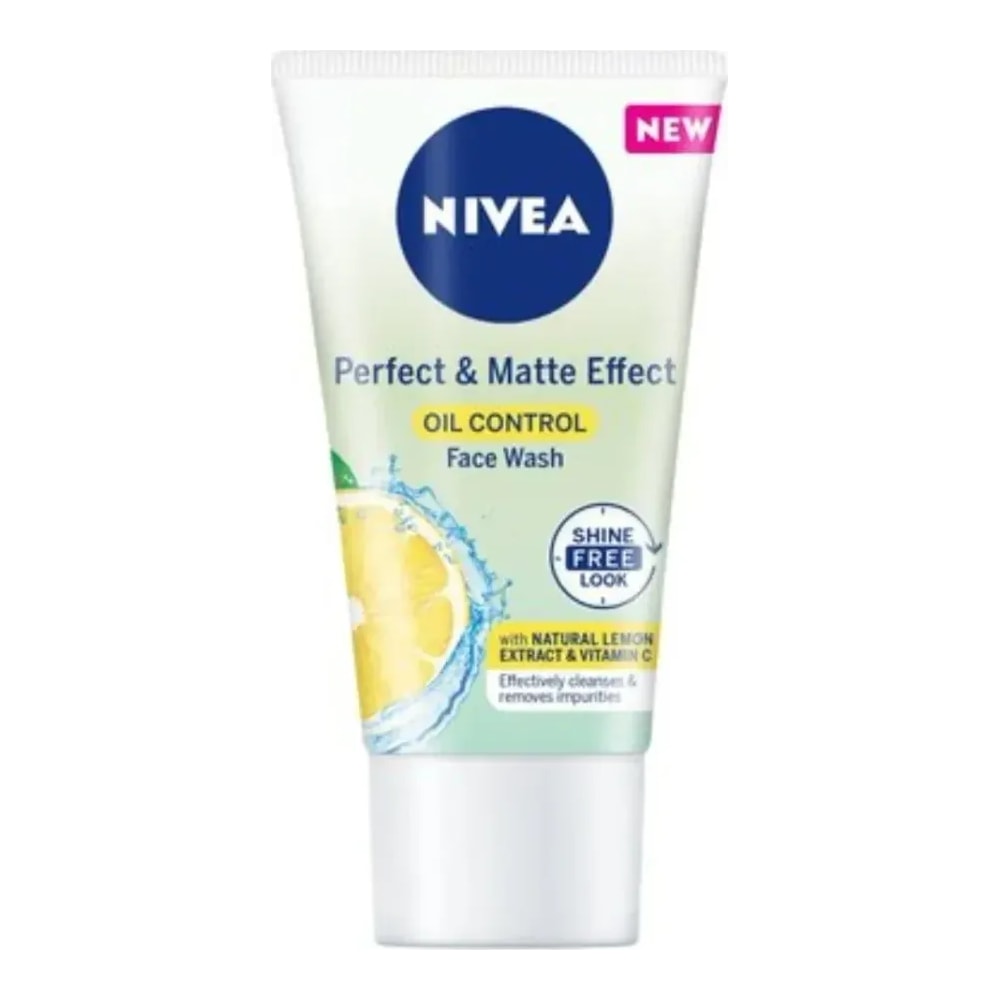 NEW
NIVEA
Perfect & Matte Effect
OIL CONTROL
Face Wash
SHINE
FREE
LOOK
with NATURAL LEMON
EXTRACT & VITAMIN C
Effectively cleanses &
removes impurities